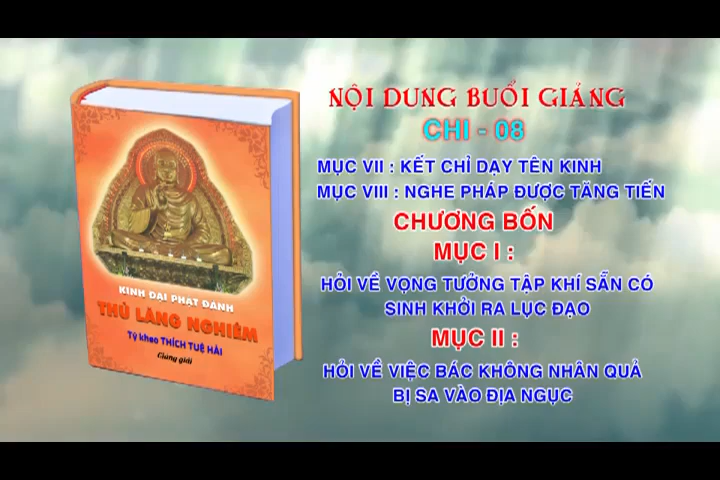 KINH ĐẠI PHẬT ĐẢNH
THỦ LĂNG NGHIÊM
Tỳ kheo THÍCH TUỆ HẢI
Giảng giải
NỘI DUNG BUỔI GIẢNG
CHI - 08
MỤC VII : KẾT CHỈ DẠY TÊN KINH
MỤC VIII : NGHE PHÁP ĐƯỢC TĂNG TIẾN
CHƯƠNG BỐN
MỤC I :
HỎI VỀ VỌNG TƯỞNG TẬP KHÍ SẴN CÓ
SINH KHỞI RA LỤC ĐẠO
MỤC II :
HỎI VỀ VIỆC BÁC KHÔNG NHÂN QUẢ
BỊ SA VÀO ĐỊA NGỤC